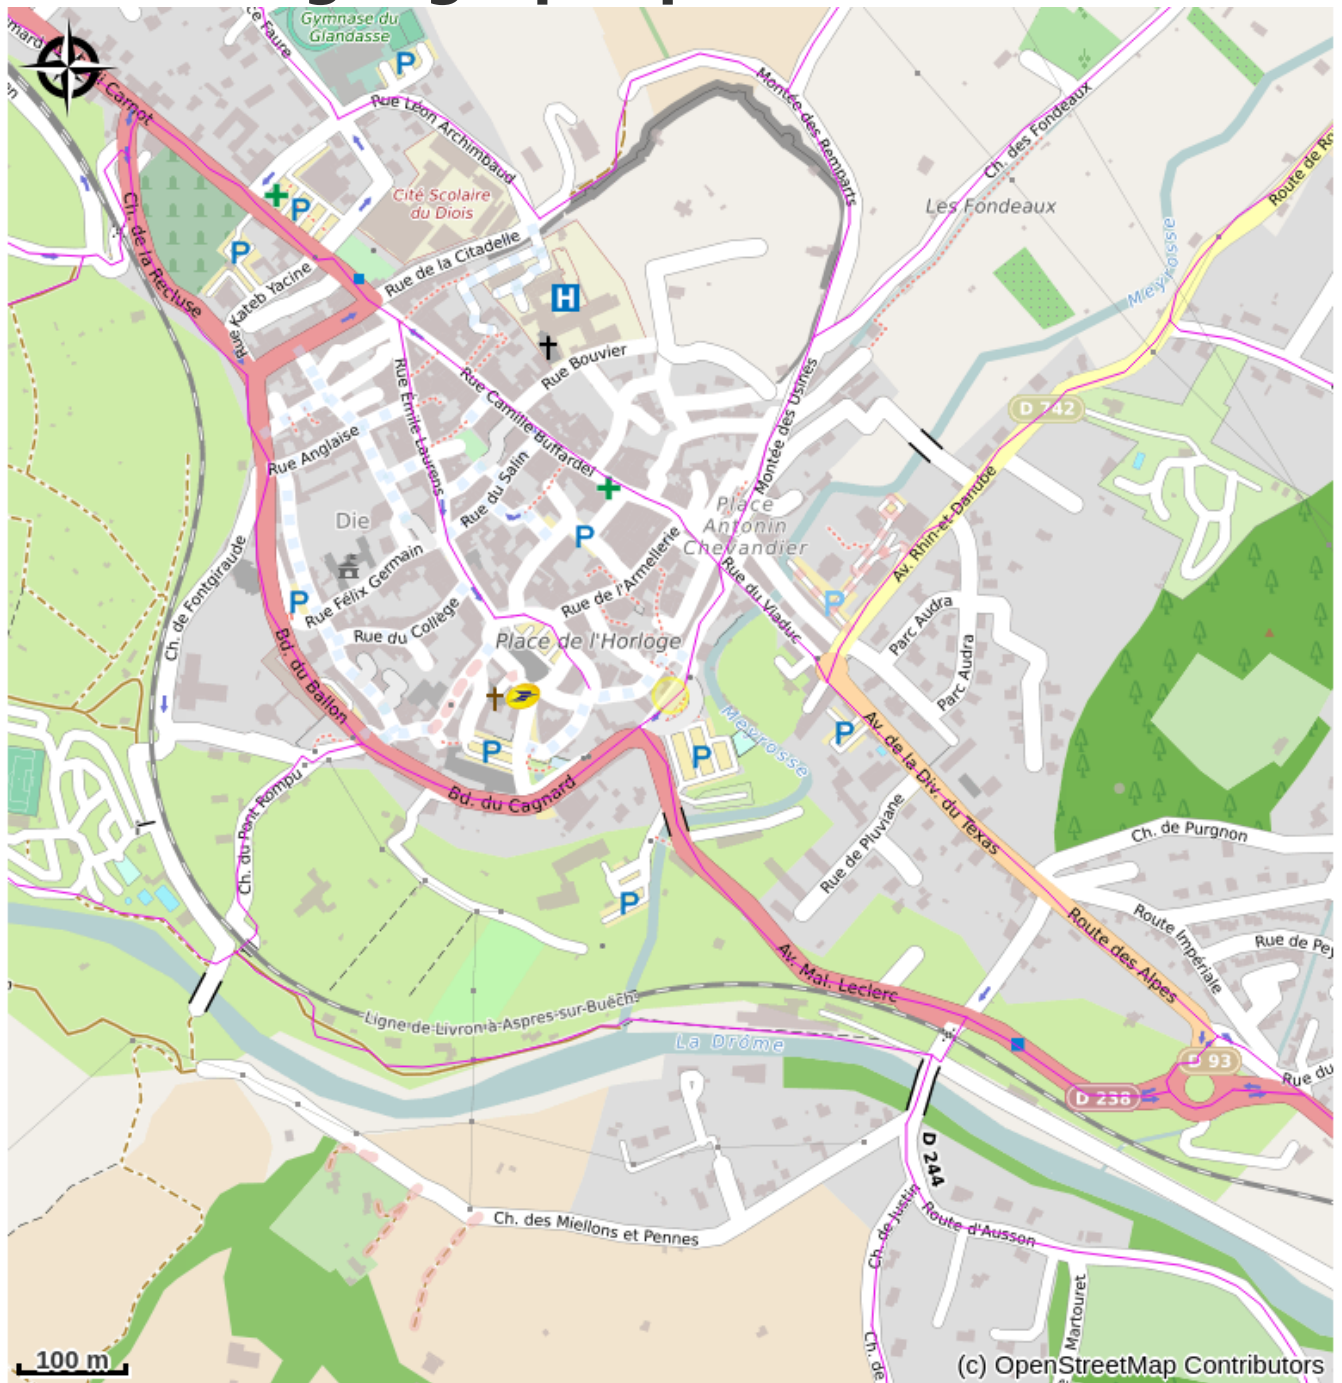 Gymnase du
Glandasse
P
Rue Léon Archimbaud
Montée des Remparts
Ch. des Fondeaux
Route de
Cité Scolaire
du Diois
Les Fondeaux
P
P
Ch. de la Recluse
Rue de la Citadelle
Rue Kateb Yacine
H
Meyrosse
Rue Bouvier
Rue Émile Laurens
Rue Camille Buffardel
Montée des Usines
D 742
Rue Anglaise
Rue du Salin
Place
Antonin
Chevandier
Die
P
Av. Rhin-et-Danube
Rue Félix Germain
Rue de l'Armellerie
Rue du Viaduc
P
P
Ch. de Fontgiraude
Rue du Collège
Place de l'Horloge
Parc Audra
Parc Audra
Bd. du Ballon
Meyrosse
P
P
P
Av. de la Div. du Texas
Bd. du Cagnard
Ch. du Pont Rompu
Rue de Pluviane
Ch. de Purgnon
P
Route des Alpes
Route Impériale
Rue de
Av. Mal. Leclerc
Ligne de Livron à Aspres-sur-Buëch
La Drôme
D 93
D 238
Rue du
D 244
Ch. des Miellons et Pennes
Ch. de Justin
Route d'Ausson
Martouret
Ch. de
100 m
(c) OpenStreetMap Contributors